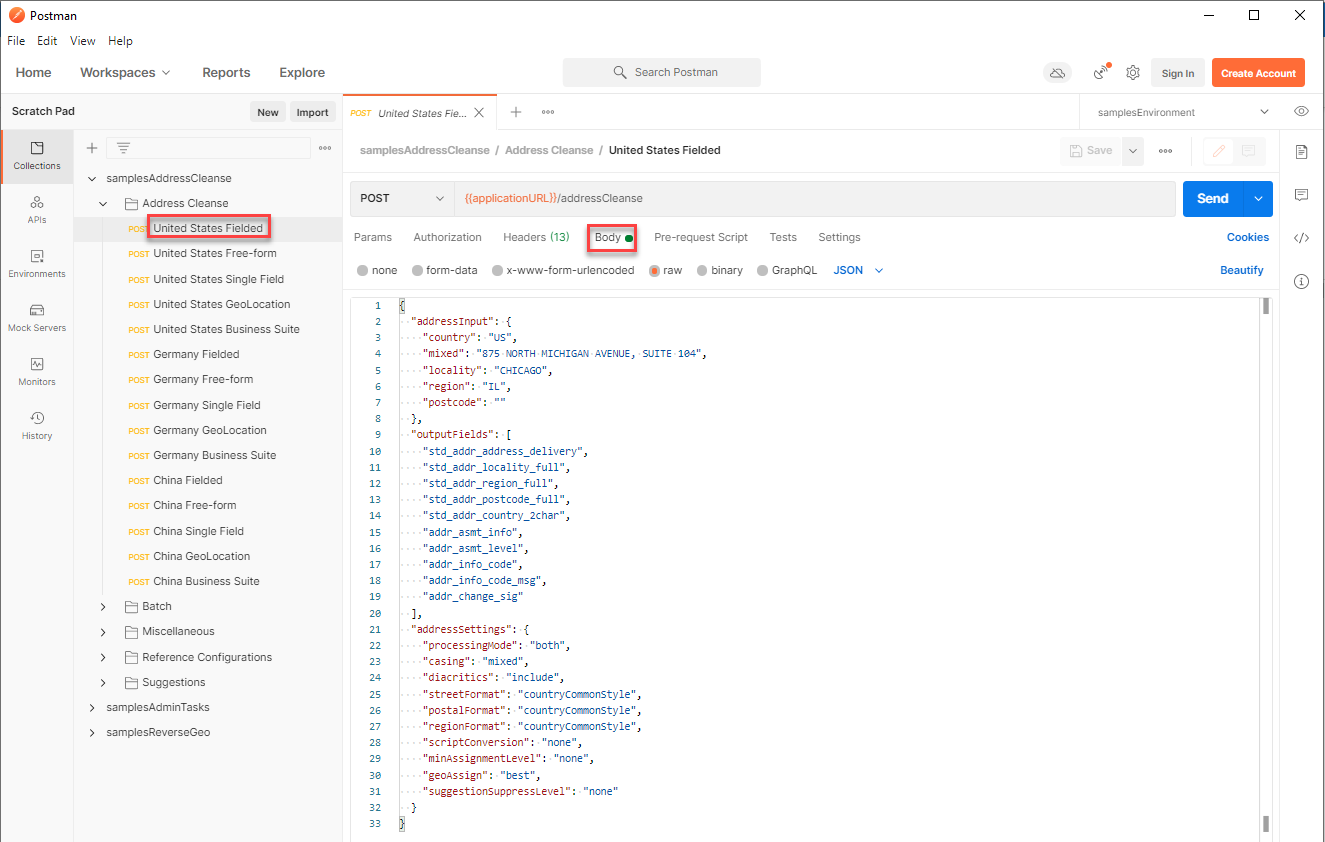 Postman
File Edit View Help
Home Workspaces Reports Explore Search Postman Sign In Create Account
Scratch Pad New Import
POST United States Fie... samplesEnvironment
Collections
APIs
Environments
Mock Servers
Monitors
History
samplesAddressCleanse
Address Cleanse
POST United States Fielded
POST United States Free-form
POST United States Single Field
POST United States GeoLocation
POST United States Business Suite
POST Germany Fielded
POST Germany Free-form
POST Germany Single Field
POST Germany GeoLocation
POST Germany Business Suite
POST China Fielded
POST China Free-form
POST China Single Field
POST China GeoLocation
POST China Business Suite
Batch
Miscellaneous
Reference Configurations
Suggestions
samplesAdminTasks
samplesReverseGeo
samplesAddressCleanse / Address Cleanse / United States Fielded Save
POST {{applicationURL}}/addressCleanse Send
Params Authorization Headers (13) Body Pre-request Script Tests Settings Cookies
none form-data x-www-form-urlencoded raw binary GraphQL JSON Beautify
1 {
2 "addressInput": {
3 "country": "US",
4 "mixed": "875 NORTH MICHIGAN AVENUE, SUITE 104",
5 "locality": "CHICAGO",
6 "region": "IL",
7 "postcode": ""
8 },
9 "outputFields": [
10 "std_addr_address_delivery",
11 "std_addr_locality_full",
12 "std_addr_region_full",
13 "std_addr_postcode_full",
14 "std_addr_country_2char",
15 "addr_asmt_info",
16 "addr_asmt_level",
17 "addr_info_code",
18 "addr_info_code_msg",
19 "addr_change_sig"
20 ],
21 "addressSettings": {
22 "processingMode": "both",
23 "casing": "mixed",
24 "diacritics": "include",
25 "streetFormat": "countryCommonStyle",
26 "postalFormat": "countryCommonStyle",
27 "regionFormat": "countryCommonStyle",
28 "scriptConversion": "none",
29 "minAssignmentLevel": "none",
30 "geoAssign": "best",
31 "suggestionSuppressLevel": "none"
32 }
33 }